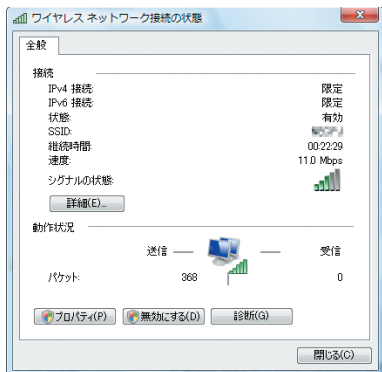 ワイヤレス ネットワーク接続の状態
全般
接続
IPv4 接続: 限定
IPv6 接続: 限定
状態: 有効
SSID:
継続時間: 00:22:29
速度: 11.0 Mbps
シグナルの状態:
詳細(E)...
動作状況
送信 受信
パケット: 368 0
プロパティ(P) 無効にする(D) 診断(G)
閉じる(C)